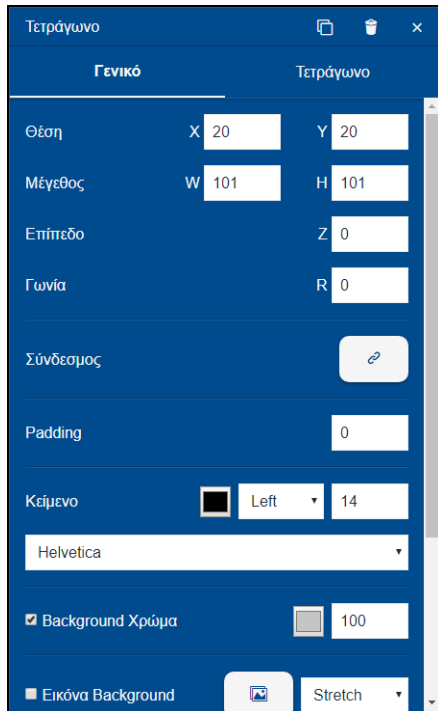 Τετράγωνο
Γενικό Τετράγωνο
Θέση X 20 Y 20
Μέγεθος W 101 H 101
Επίπεδο Z 0
Γωνία R 0
Σύνδεσμος
Padding 0
Κείμενο Left 14
Helvetica
Background Χρώμα 100
Εικόνα Background Stretch